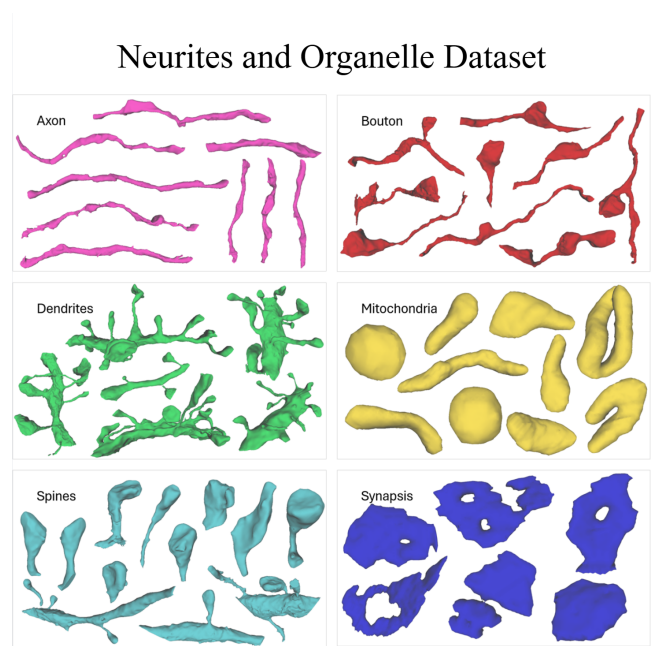 Neurites and Organelle Dataset
Axon
Bouton
Dendrites
Mitochondria
Spines
Synapsis